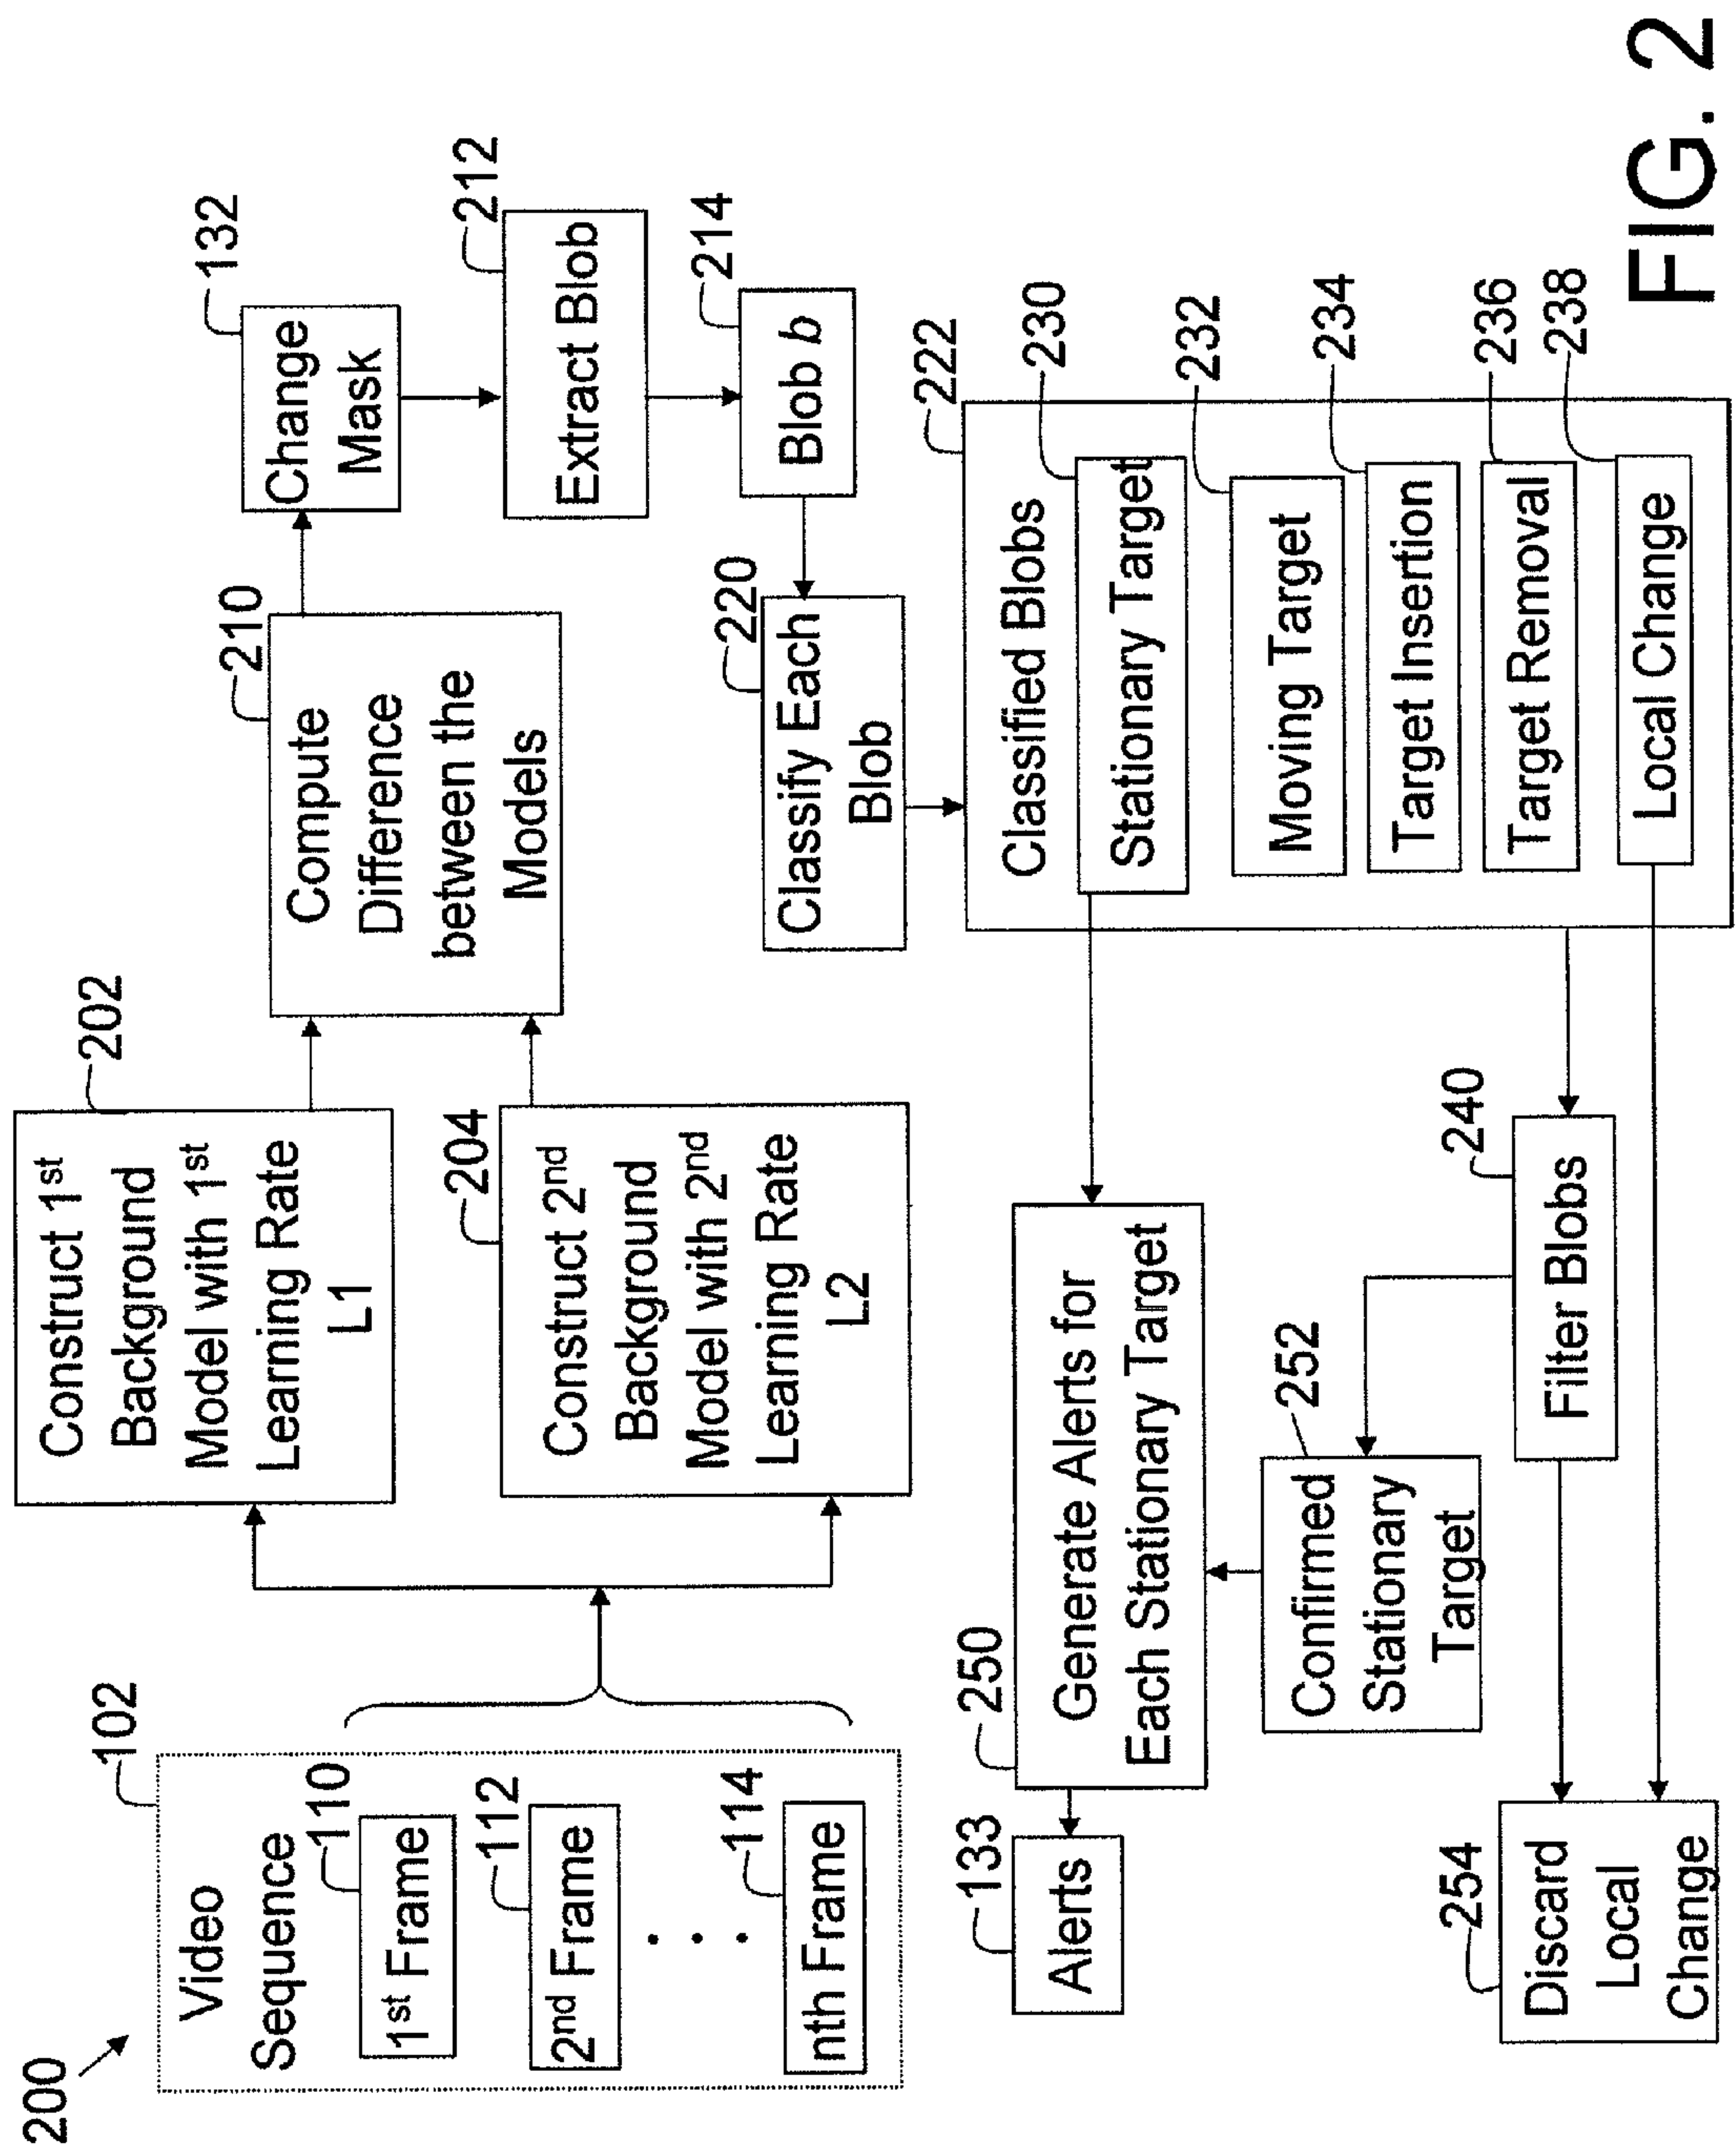 200
102
Video
Sequence
110
1st Frame
112
2nd Frame
. . .
114
nth Frame
202
Construct 1st
Background
Model with 1st
Learning Rate
L1
204
Construct 2nd
Background
Model with 2nd
Learning Rate
L2
210
Compute
Difference
between the
Models
132
Change
Mask
212
Extract Blob
214
Blob b
220
Classify Each
Blob
222
Classified Blobs
230
Stationary Target
232
Moving Target
234
Target Insertion
236
Target Removal
238
Local Change
240
Filter Blobs
250
Generate Alerts for
Each Stationary Target
252
Confirmed
Stationary
Target
133
Alerts
254
Discard
Local
Change
FIG. 2